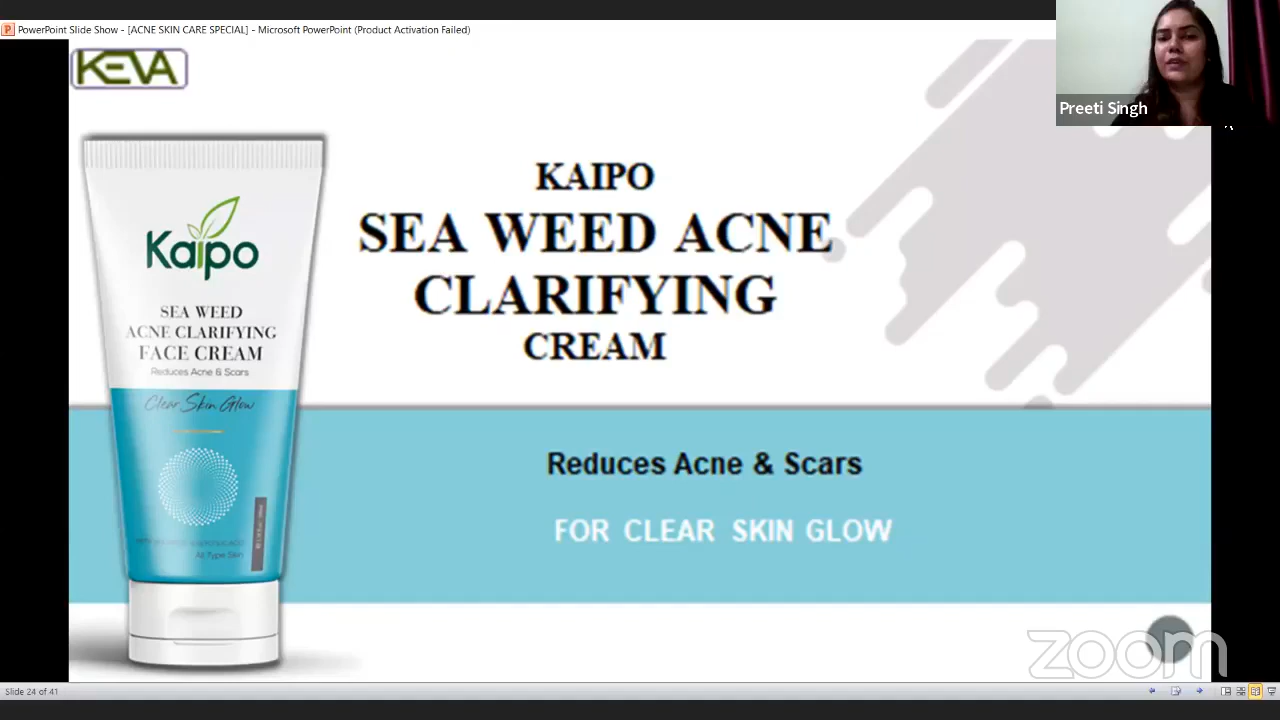 PowerPoint Slide Show - [ACNE SKIN CARE SPECIAL] - Microsoft PowerPoint (Product Activation Failed)
KEVA
Preeti Singh
KAIPO
SEA WEED ACNE
CLARIFYING
CREAM
Kaipo
SEA WEED
ACNE CLARIFYING
FACE CREAM
Reduces Acne & Scars
Clear Skin Glow
All Type Skin
Reduces Acne & Scars
FOR CLEAR SKIN GLOW
zoom
Slide 24 of 41